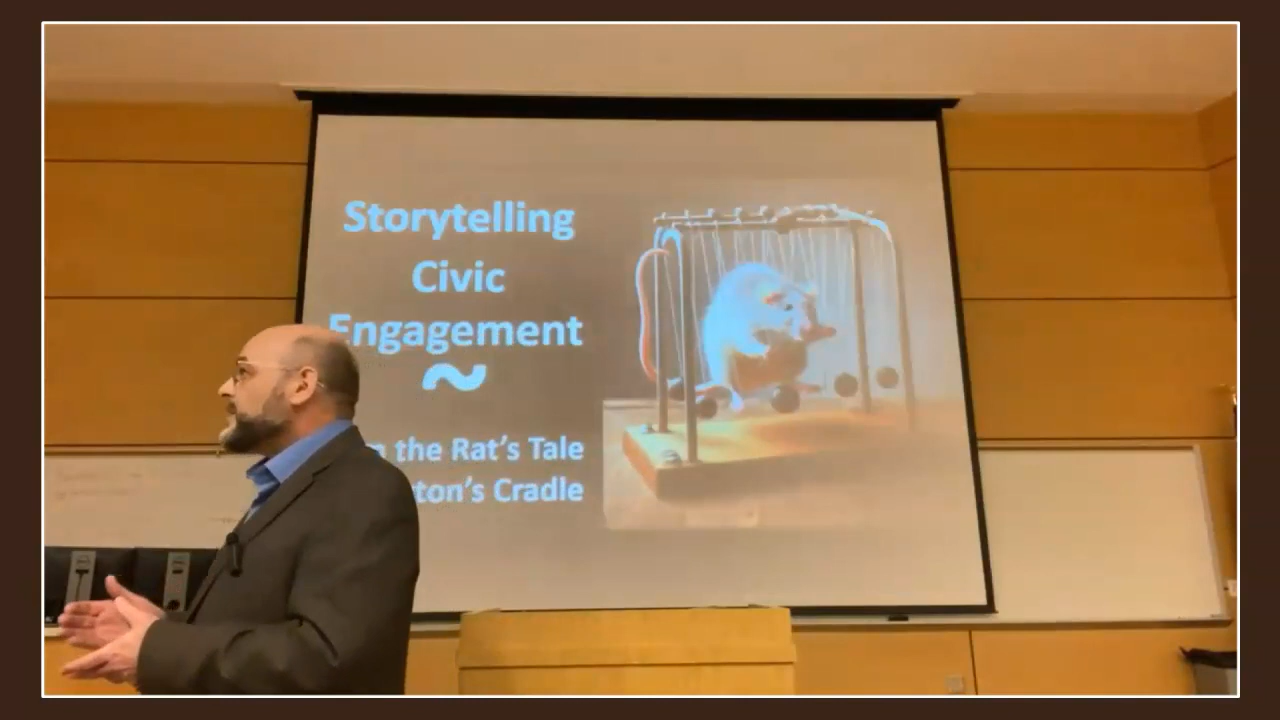 Storytelling
Civic
Engagement
~
the Rat's Tale
Cradle